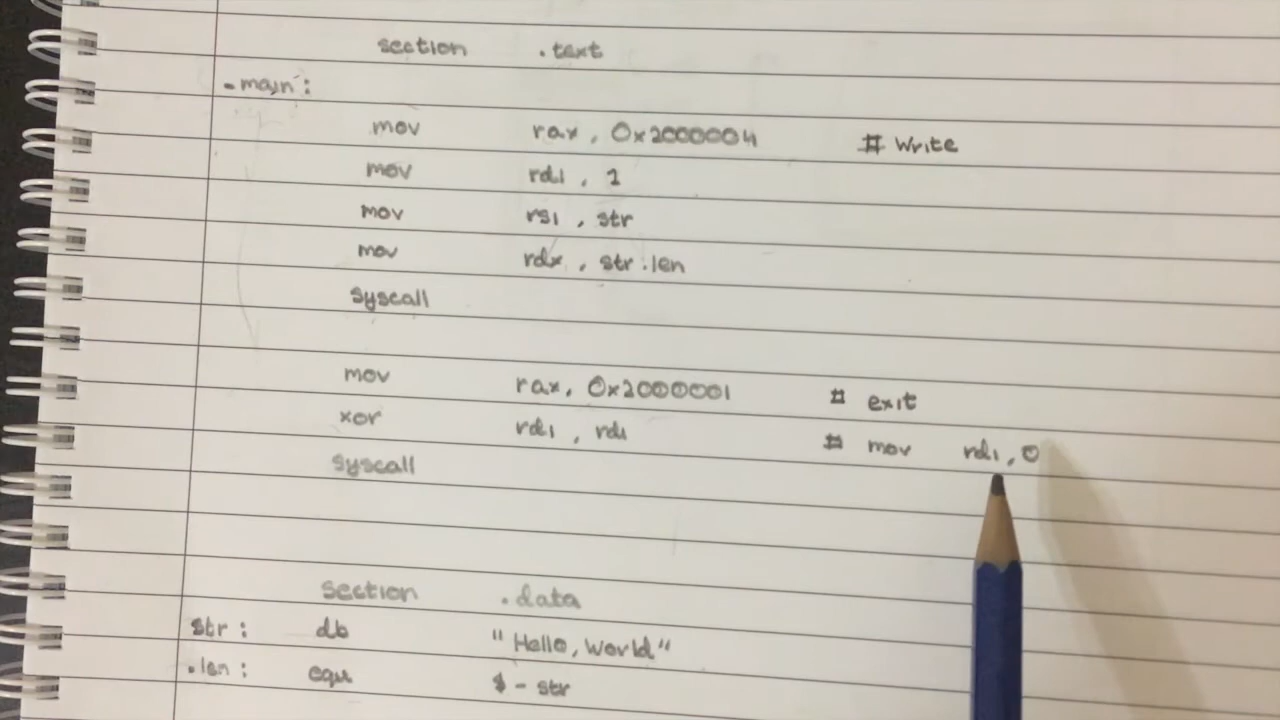 section .text
-main:
mov rax, 0x2000004 # Write
mov rdi, 1
mov rsi, str
mov rdx, str.len
syscall
mov rax, 0x2000001 # exit
xor rdi, rdi # mov rdi, 0
syscall
section .data
str: db "Hello, World"
.len: equ $ - str